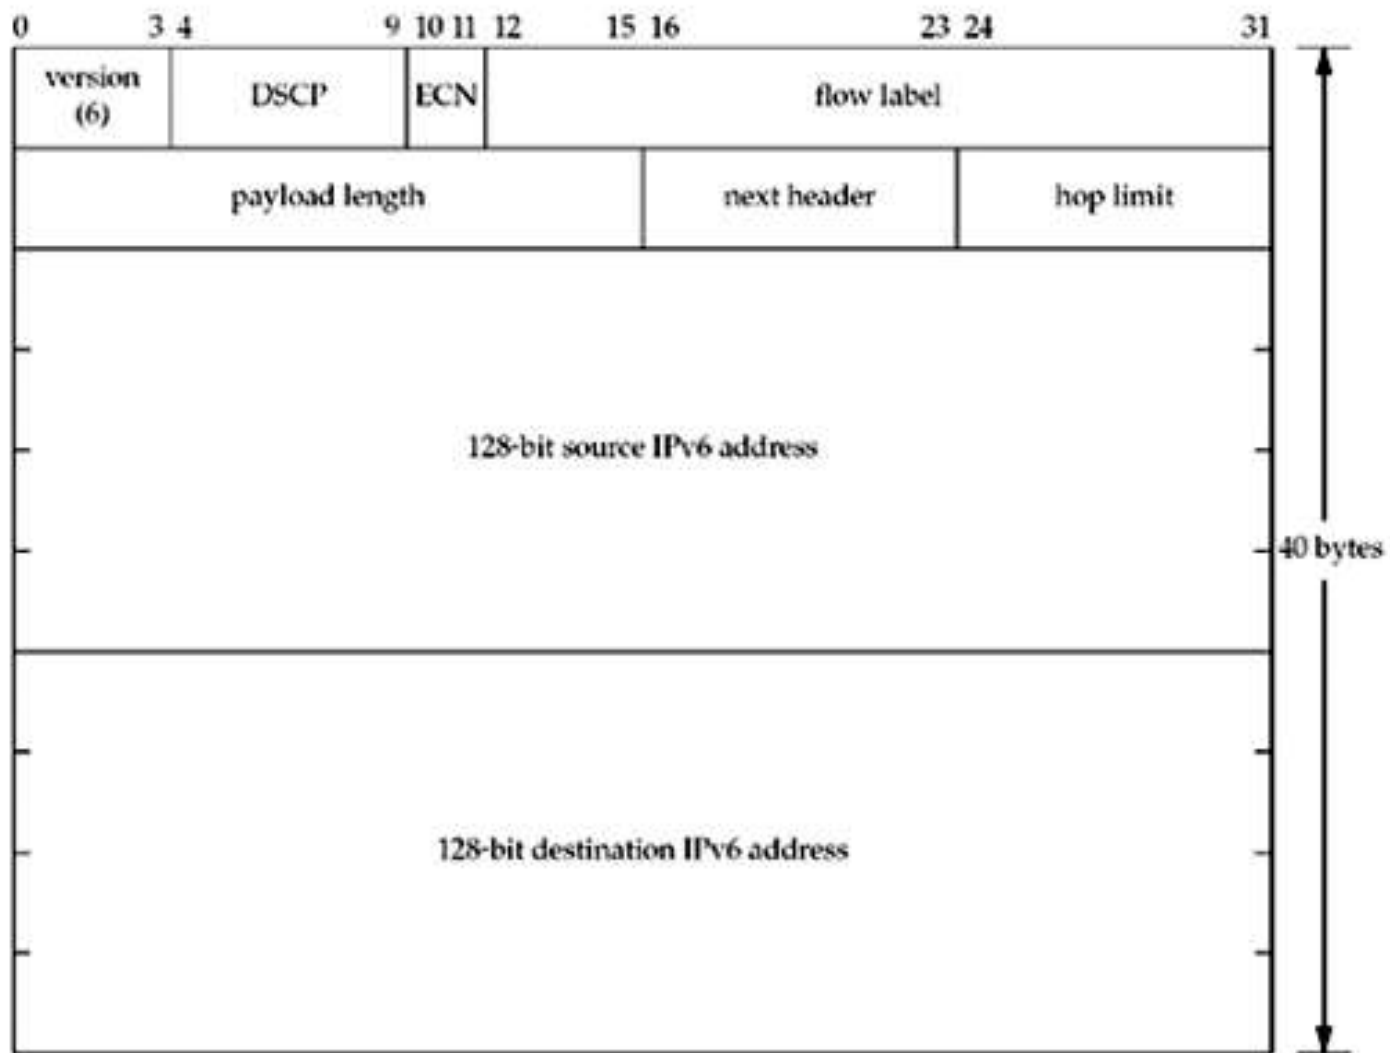 0 3 4 9 10 11 12 15 16 23 24 31
version
(6)
DSCP
ECN
flow label
payload length
next header
hop limit
128-bit source IPv6 address
40 bytes
128-bit destination IPv6 address